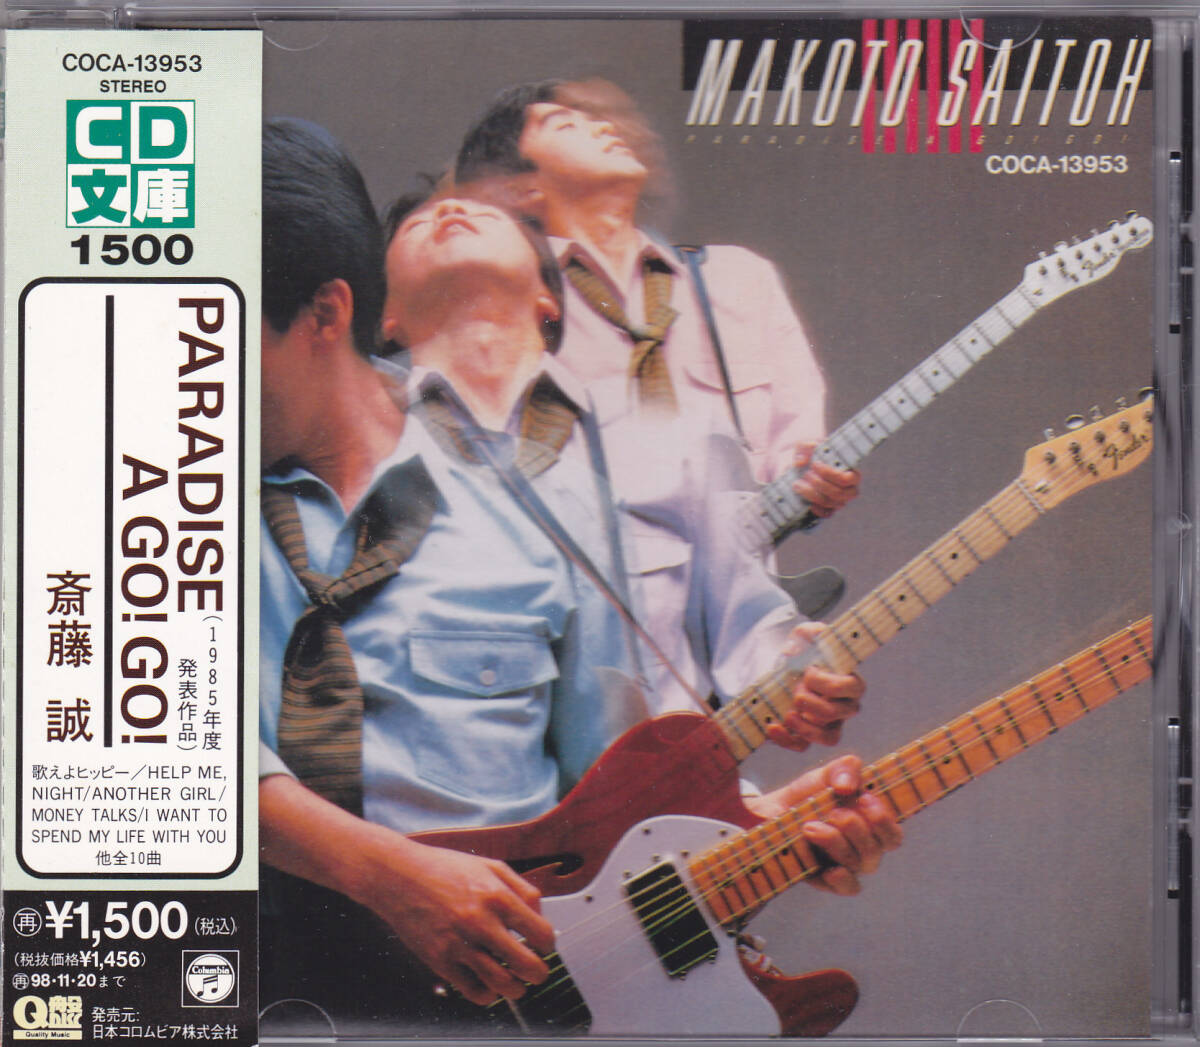 COCA-13953
STEREO
CD
文庫
1500
PARADISE
A GO! GO!
(1985年度
発表作品)
斎藤 誠
歌えよヒッピー/HELP ME,
NIGHT/ANOTHER GIRL/
MONEY TALKS/I WANT TO
SPEND MY LIFE WITH YOU
他全10曲
再 ¥1,500 (税込)
(税抜価格¥1,456)
再 98・11・20まで
Columbia
Q盤
DISC
Quality Music
発売元:
日本コロムビア株式会社
MAKOTO SAITOH
PARADISE A GO! GO!
COCA-13953
Fender
Fender